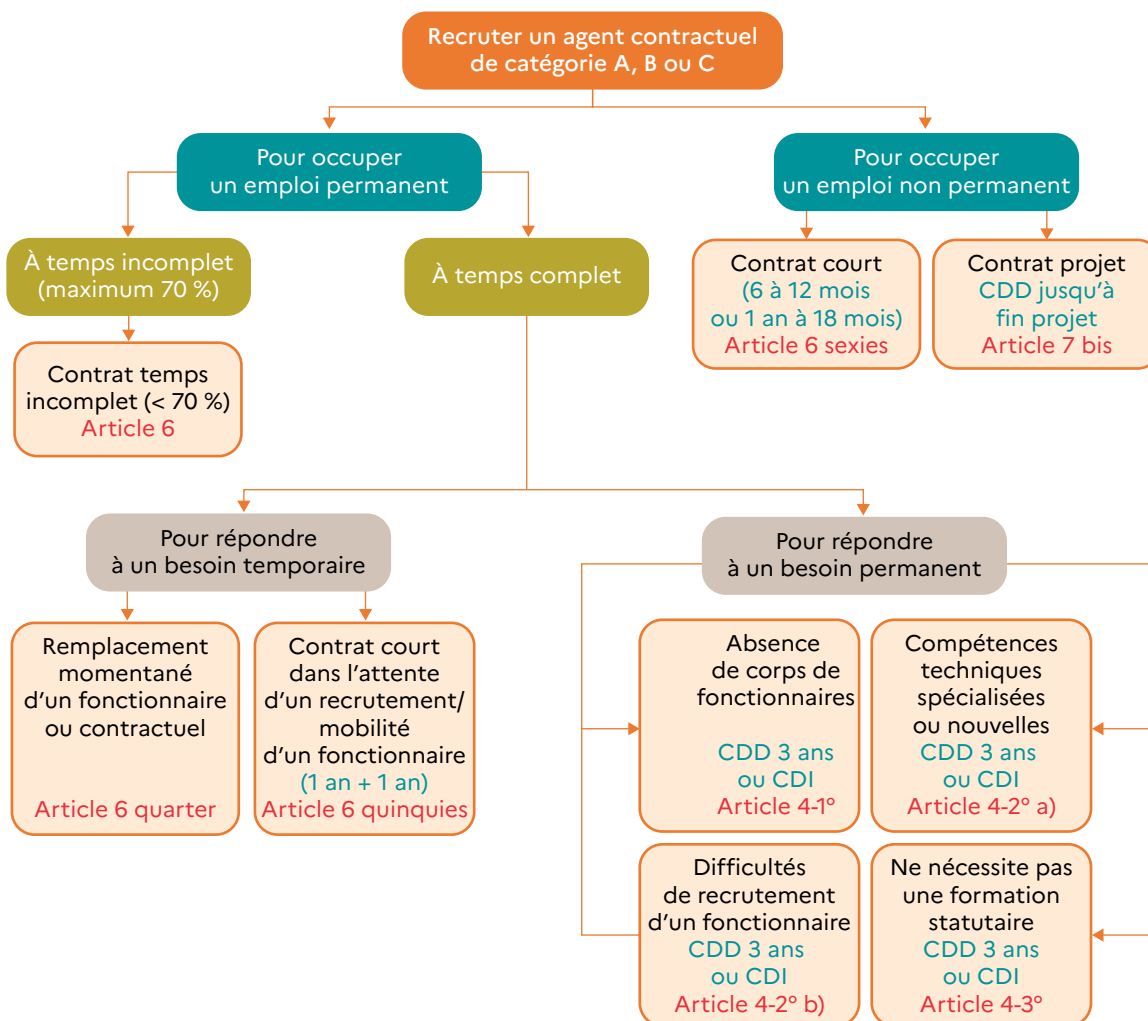 Recruter un agent contractuel
de catégorie A, B ou C
Pour occuper
un emploi permanent
Pour occuper
un emploi non permanent
À temps incomplet
(maximum 70 %)
À temps complet
Contrat court
(6 à 12 mois
ou 1 an à 18 mois)
Article 6 sexies
Contrat projet
CDD jusqu’à
fin projet
Article 7 bis
Contrat temps
incomplet (< 70 %)
Article 6
Pour répondre
à un besoin temporaire
Pour répondre
à un besoin permanent
Remplacement
momentané
d’un fonctionnaire
ou contractuel
Article 6 quarter
Contrat court
dans l’attente
d’un recrutement/
mobilité
d’un fonctionnaire
(1 an + 1 an)
Article 6 quinquies
Absence
de corps de
fonctionnaires
CDD 3 ans
ou CDI
Article 4-1°
Compétences
techniques
spécialisées
ou nouvelles
CDD 3 ans
ou CDI
Article 4-2° a)
Difficultés
de recrutement
d’un fonctionnaire
CDD 3 ans
ou CDI
Article 4-2° b)
Ne nécessite pas
une formation
statutaire
CDD 3 ans
ou CDI
Article 4-3°